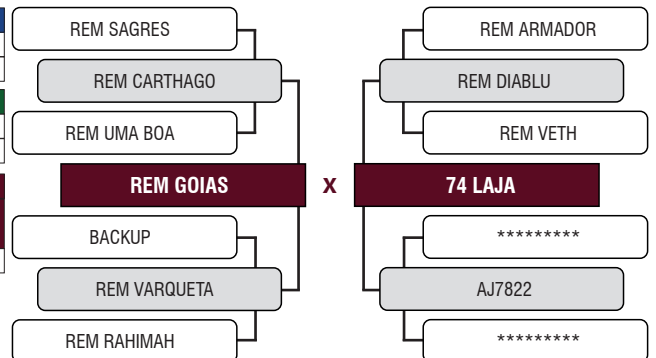 REM SAGRES
REM CARTHAGO
REM UMA BOA
REM GOIAS
BACKUP
REM VARQUETA
REM RAHIMAH
X
REM ARMADOR
REM DIABLU
REM VETH
74 LAJA
*********
AJ7822
*********